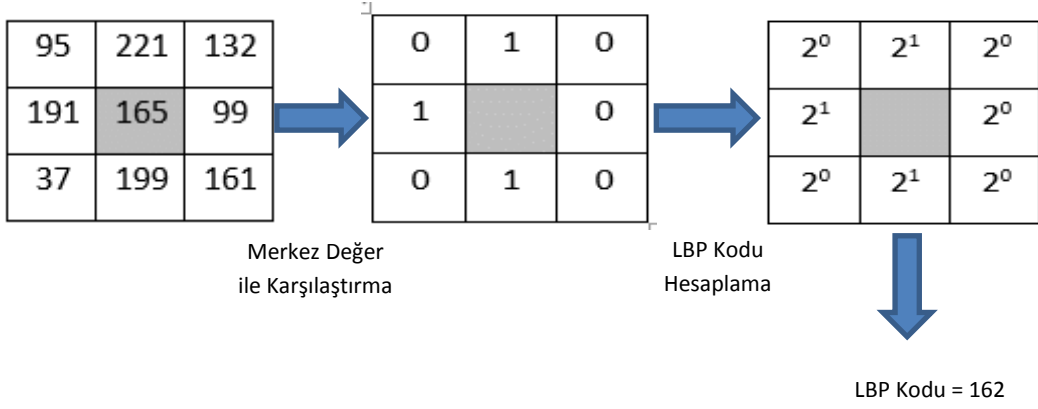 95 221 132
191 165 99
37 199 161
0 1 0
1 0
0 1 0
2⁰ 2¹ 2⁰
2¹ 2⁰
2⁰ 2¹ 2⁰
Merkez Değer
ile Karşılaştırma
LBP Kodu
Hesaplama
LBP Kodu = 162